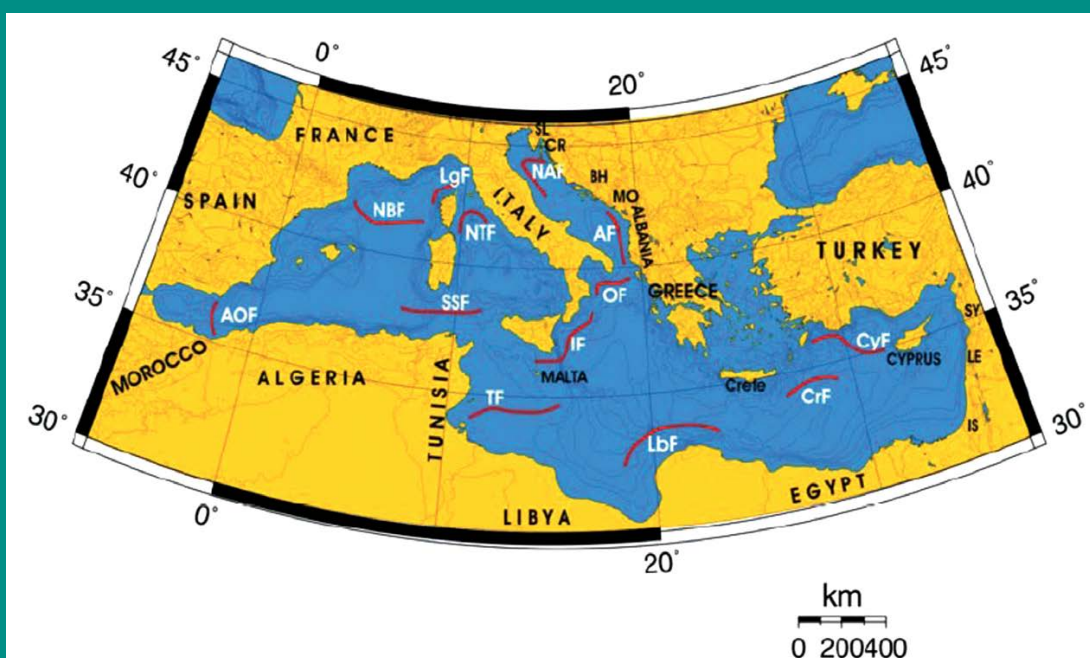 0°
20°
45°
45°
FRANCE
SL
CR
NAF
BH
LgF
40°
SPAIN
NBF
ITALY
MO
ALBANIA
40°
NTF
AF
TURKEY
35°
AOF
SSF
OF
GREECE
35°
SY
IF
CyF
CYPRUS
LE
MOROCCO
ALGERIA
TUNISIA
MALTA
Crete
CrF
TF
30°
LbF
IS
30°
EGYPT
0°
LIBYA
20°
km
0 200400